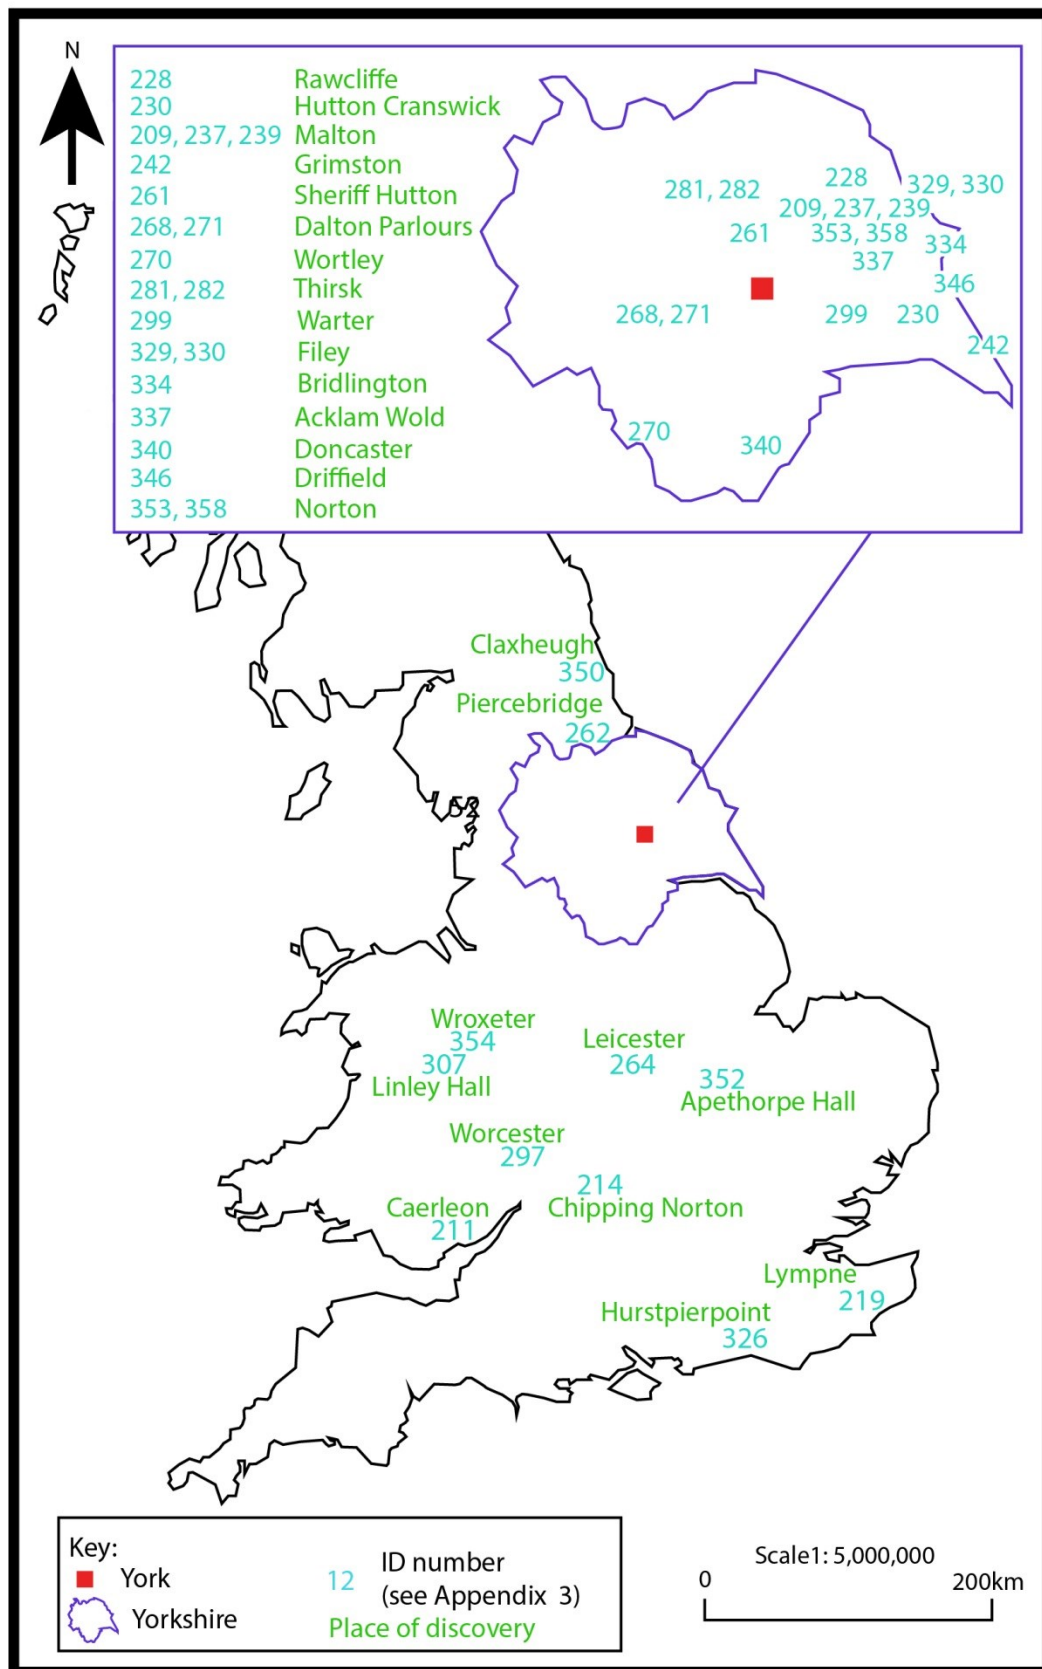 N
228 Rawcliffe
230 Hutton Cranswick
209, 237, 239 Malton
242 Grimston
261 Sheriff Hutton
268, 271 Dalton Parlours
270 Wortley
281, 282 Thirsk
299 Warter
329, 330 Filey
334 Bridlington
337 Acklam Wold
340 Doncaster
346 Driffield
353, 358 Norton
228
281, 282
329, 330
209, 237, 239
261
353, 358
334
337
346
268, 271
299
230
242
270
340
Claxheugh
350
Piercebridge
262
52
Wroxeter
354
307
Linley Hall
Leicester
264
352
Apethorpe Hall
Worcester
297
214
Chipping Norton
Caerleon
211
Lympne
219
Hurstpierpoint
326
Key:
York
Yorkshire
12
ID number
(see Appendix 3)
Place of discovery
Scale1: 5,000,000
0
200km